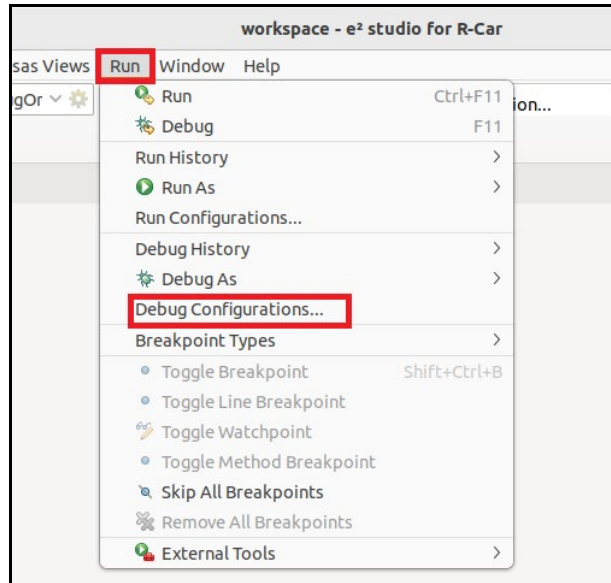 workspace - e² studio for R-Car
sas Views Run Window Help
gOr
Run Ctrl+F11
ion...
Debug F11
Run History
Run As
Run Configurations...
Debug History
Debug As
Debug Configurations...
Breakpoint Types
Toggle Breakpoint Shift+Ctrl+B
Toggle Line Breakpoint
Toggle Watchpoint
Toggle Method Breakpoint
Skip All Breakpoints
Remove All Breakpoints
External Tools